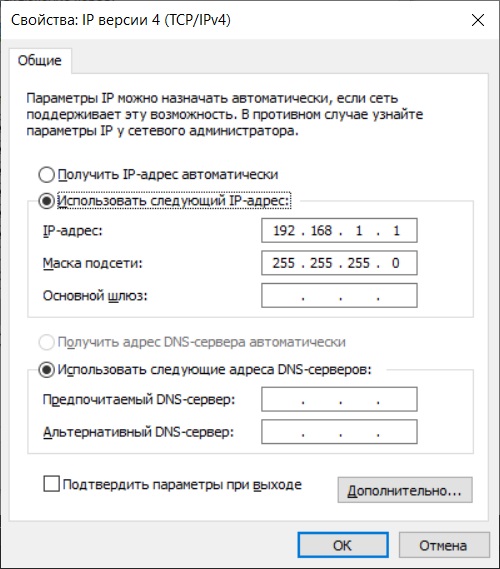 Свойства: IP версии 4 (TCP/IPv4)
Общие
Параметры IP можно назначать автоматически, если сеть
поддерживает эту возможность. В противном случае узнайте
параметры IP у сетевого администратора.
Получить IP-адрес автоматически
Использовать следующий IP-адрес:
IP-адрес: 192 . 168 . 1 . 1
Маска подсети: 255 . 255 . 255 . 0
Основной шлюз: . . .
Получить адрес DNS-сервера автоматически
Использовать следующие адреса DNS-серверов:
Предпочитаемый DNS-сервер: . . .
Альтернативный DNS-сервер: . . .
Подтвердить параметры при выходе
Дополнительно...
ОК Отмена